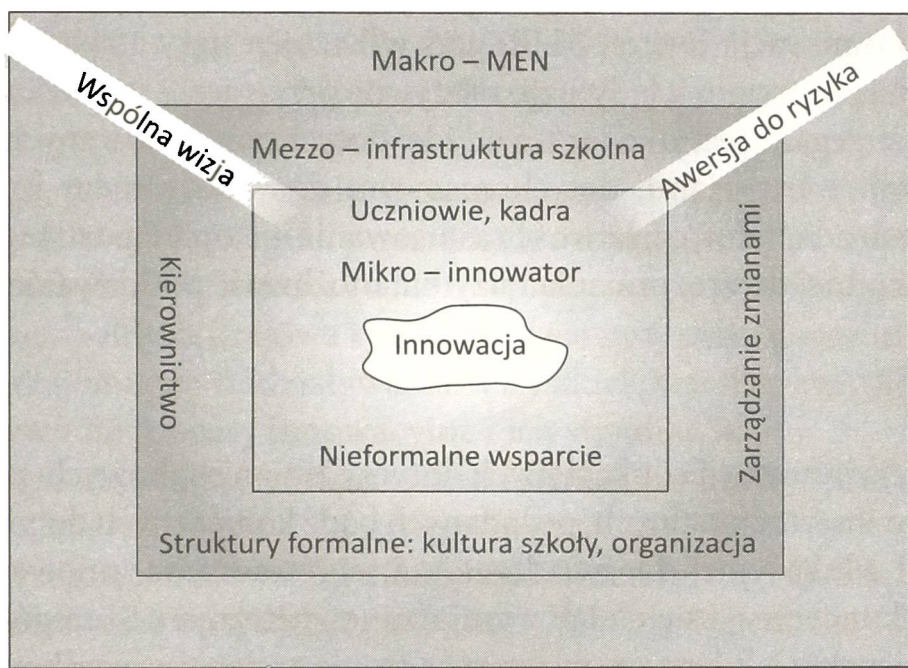 Makro – MEN
Wspólna wizja
Awersja do ryzyka
Mezzo – infrastruktura szkolna
Uczniowie, kadra
Mikro – innowator
Kierownictwo
Innowacja
Zarządzanie zmianami
Nieformalne wsparcie
Struktury formalne: kultura szkoły, organizacja